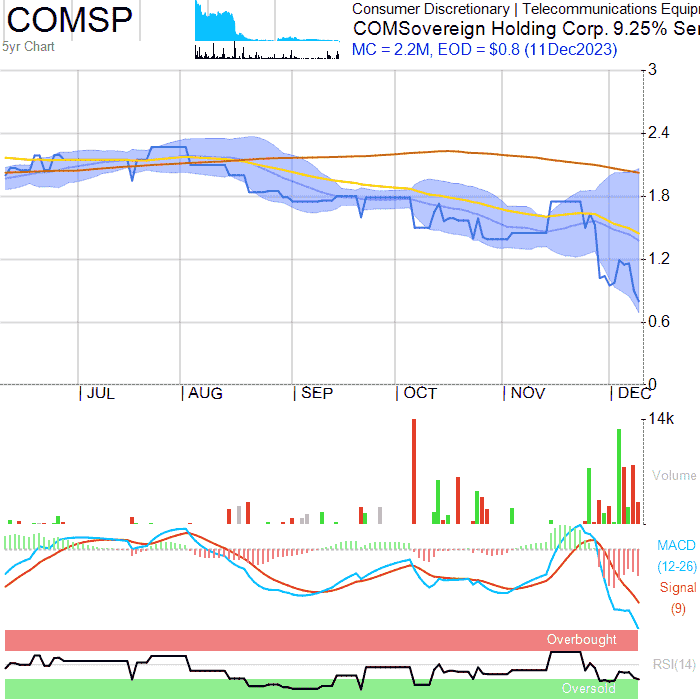 COMSP
5yr Chart
Consumer Discretionary | Telecommunications Equip
COMSovereign Holding Corp. 9.25% Ser
MC = 2.2M, EOD = $0.8 (11Dec2023)
3
2.4
1.8
1.2
0.6
0
JUL
AUG
SEP
OCT
NOV
DEC
14k
Volume
MACD
(12-26)
Signal
(9)
Overbought
RSI(14)
Oversold